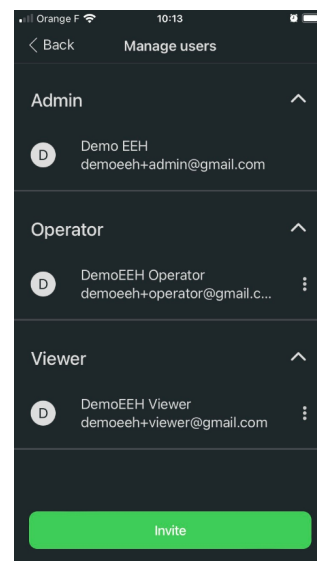 Orange F 10:13
Back Manage users
Admin
D Demo EEH
demoeeh+admin@gmail.com
Operator
D DemoEEH Operator
demoeeh+operator@gmail.c...
Viewer
D DemoEEH Viewer
demoeeh+viewer@gmail.com
Invite